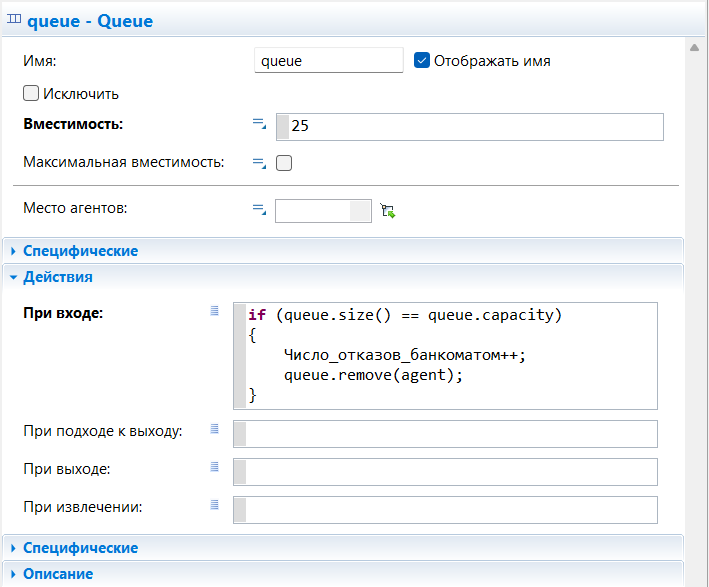 queue - Queue
Имя: queue Отображать имя
Исключить
Вместимость: 25
Максимальная вместимость:
Место агентов:
Специфические
Действия
При входе: if (queue.size() == queue.capacity)
{
Число_отказов_банкоматом++;
queue.remove(agent);
}
При подходе к выходу:
При выходе:
При извлечении:
Специфические
Описание